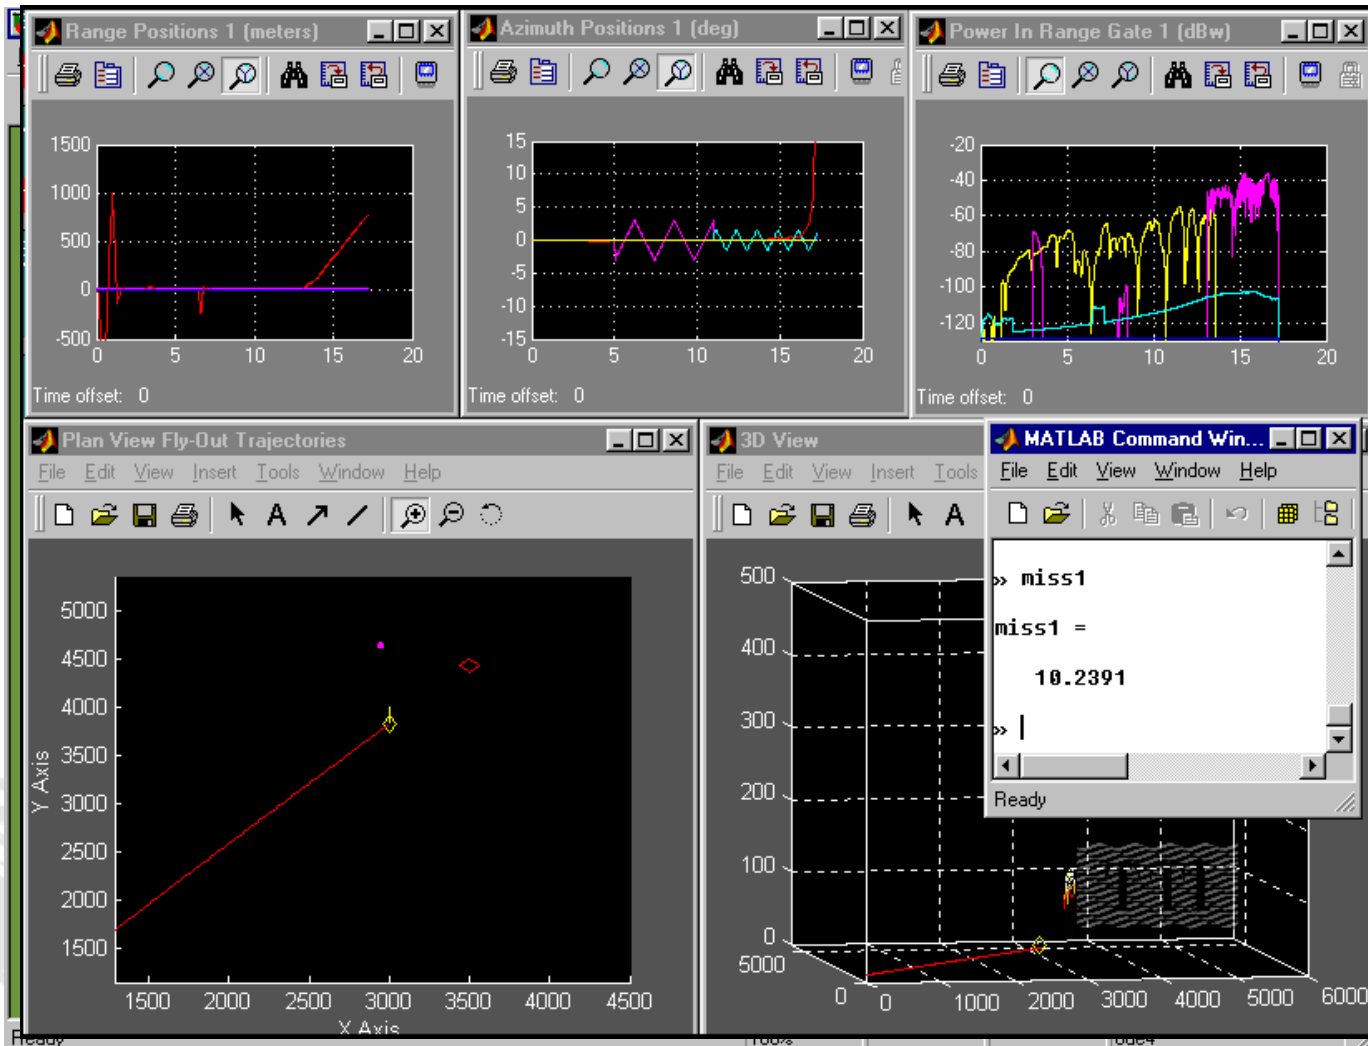 Range Positions 1 (meters)
1500
1000
500
0
-500
0 5 10 15 20
Time offset: 0
Azimuth Positions 1 (deg)
15
10
5
0
-5
-10
-15
0 5 10 15 20
Time offset: 0
Power In Range Gate 1 (dBw)
-20
-40
-60
-80
-100
-120
0 5 10 15 20
Time offset: 0
Plan View Fly-Out Trajectories
File Edit View Insert Tools Window Help
5000
4500
4000
3500
3000
2500
2000
1500
Y Axis
1500 2000 2500 3000 3500 4000 4500
X Axis
3D View
File Edit View Insert Tools
500
400
300
200
100
0
5000
0
0 1000 2000 3000 4000 5000 6000
MATLAB Command Win...
File Edit View Window Help
» miss1
miss1 =
10.2391
»
Ready
Ready
100%
ode4